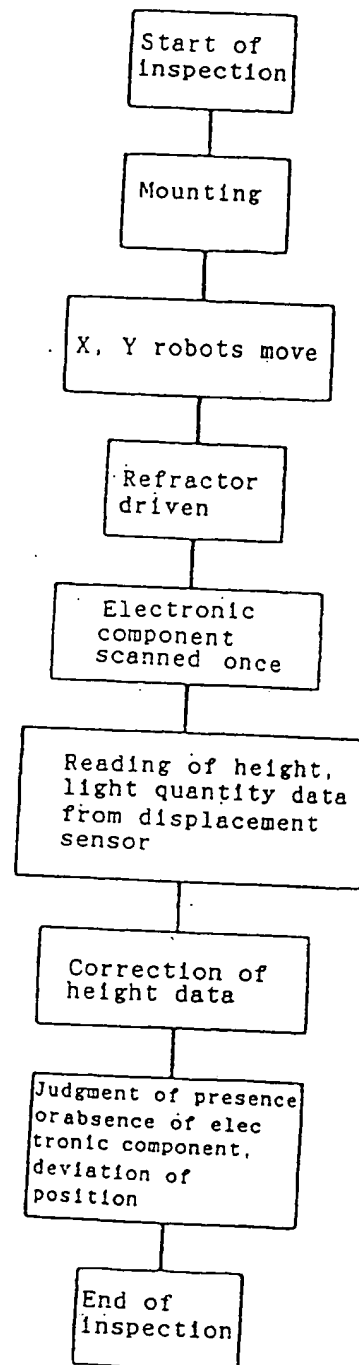 Start of
inspection
Mounting
X, Y robots move
Refractor
driven
Electronic
component
scanned once
Reading of height,
light quantity data
from displacement
sensor
Correction of
height data
Judgment of presence
orabsence of elec
tronic component,
deviation of
position
End of
inspection